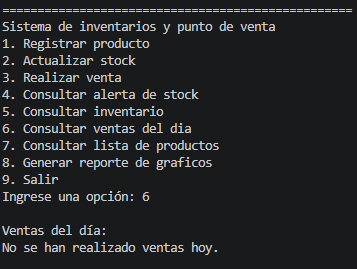 ==================================================
Sistema de inventarios y punto de venta
1. Registrar producto
2. Actualizar stock
3. Realizar venta
4. Consultar alerta de stock
5. Consultar inventario
6. Consultar ventas del dia
7. Consultar lista de productos
8. Generar reporte de graficos
9. Salir
Ingrese una opción: 6
Ventas del día:
No se han realizado ventas hoy.